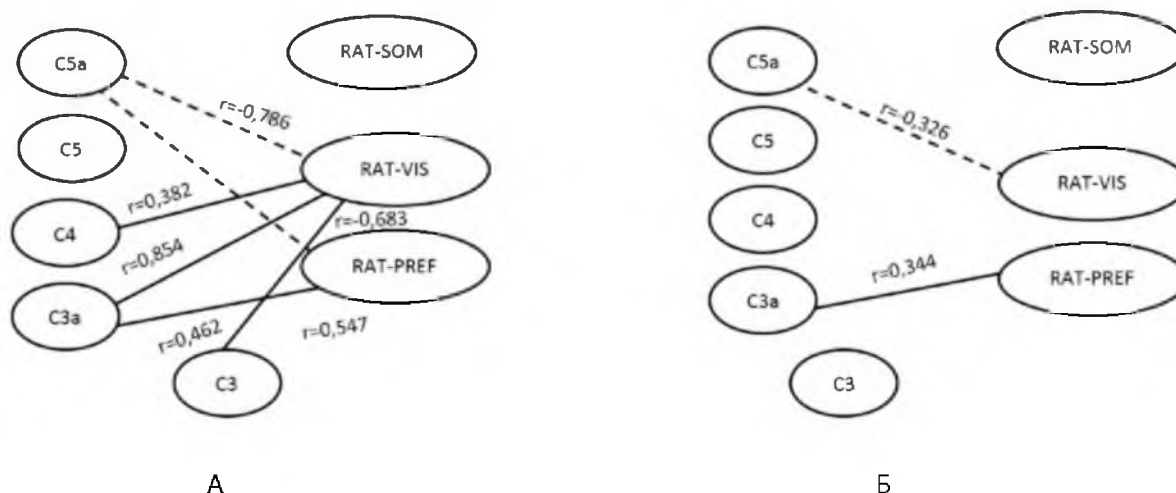 C5a
RAT-SOM
r=-0,786
C5
RAT-VIS
r=0,382
C4
r=-0,683
r=0,854
RAT-PREF
C3a
r=0,462
r=0,547
C3
А
C5a
RAT-SOM
r=-0,326
C5
RAT-VIS
C4
r=0,344
RAT-PREF
C3a
C3
Б